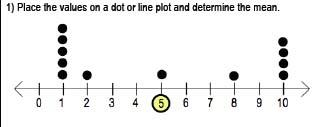 1) Place the values on a dot or line plot and determine the mean.
0 1 2 3 4 5 6 7 8 9 10